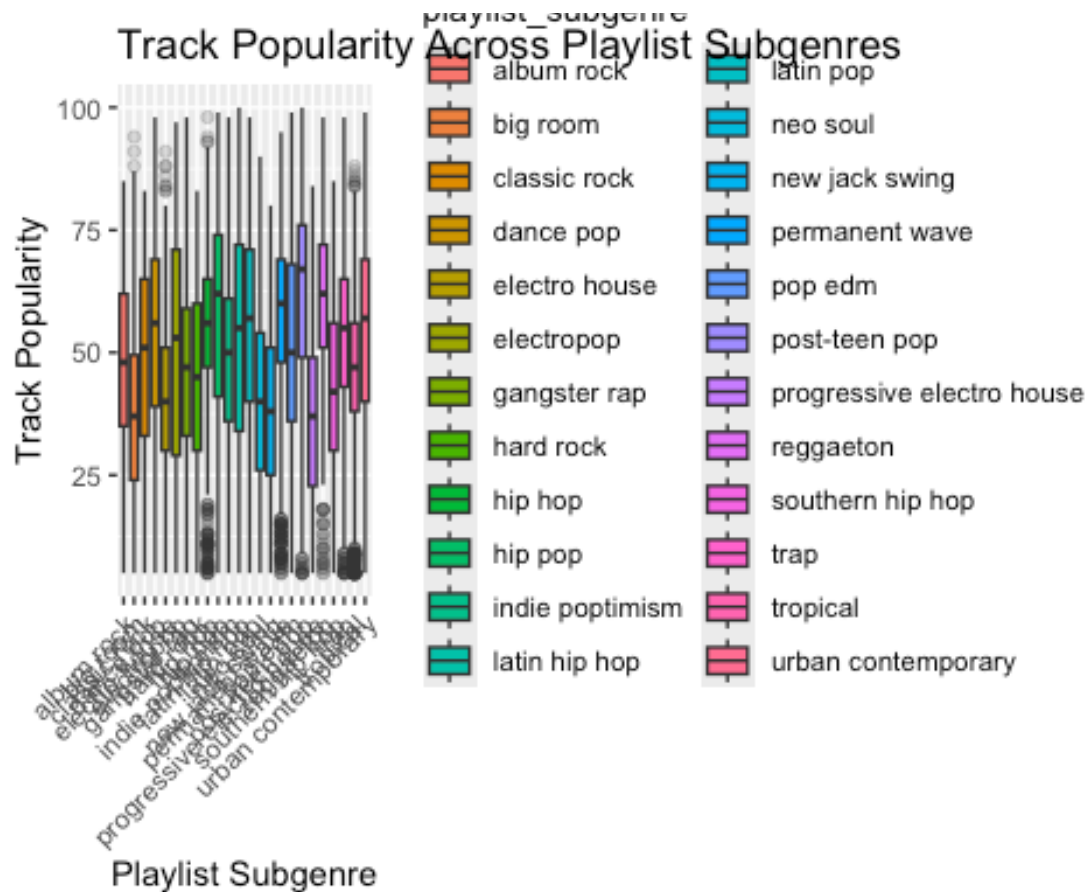 playlist_subgenre
Track Popularity Across Playlist Subgenres
album rock
big room
classic rock
dance pop
electro house
electropop
gangster rap
hard rock
hip hop
hip pop
indie poptimism
latin hip hop
latin pop
neo soul
new jack swing
permanent wave
pop edm
post-teen pop
progressive electro house
reggaeton
southern hip hop
trap
tropical
urban contemporary
Track Popularity
100
75
50
25
album rock
urban contemporary
Playlist Subgenre